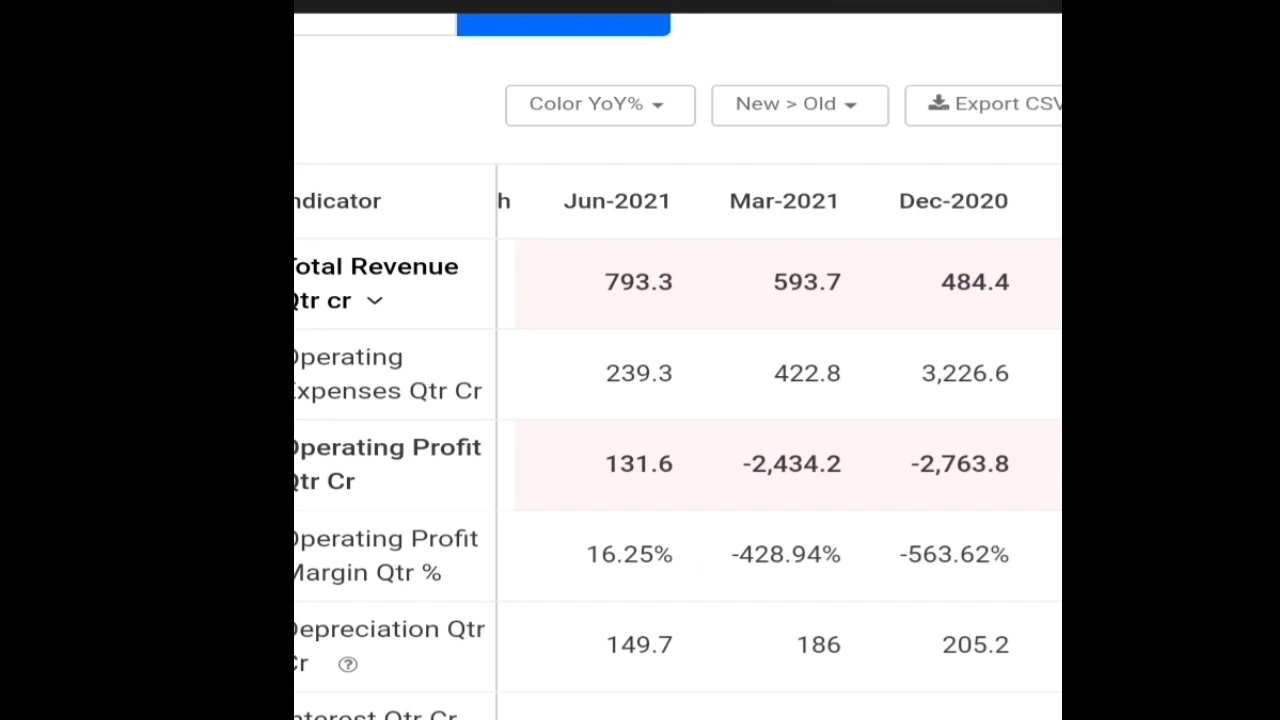 Color YoY% New > Old Export CSV
ndicator h Jun-2021 Mar-2021 Dec-2020
Total Revenue
Qtr cr 793.3 593.7 484.4
Operating
Expenses Qtr Cr 239.3 422.8 3,226.6
Operating Profit
Qtr Cr 131.6 -2,434.2 -2,763.8
Operating Profit
Margin Qtr % 16.25% -428.94% -563.62%
Depreciation Qtr
Cr ? 149.7 186 205.2
nterest Qtr Cr